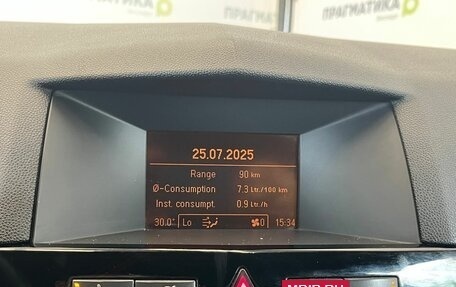 ПРАГМАТИКА
ПРАГМАТИКА
25.07.2025
Range 90 km
Ø-Consumption 7.3 Ltr./100 km
Inst. consumpt. 0.9 Ltr./h
30.0° Lo 0 15:34